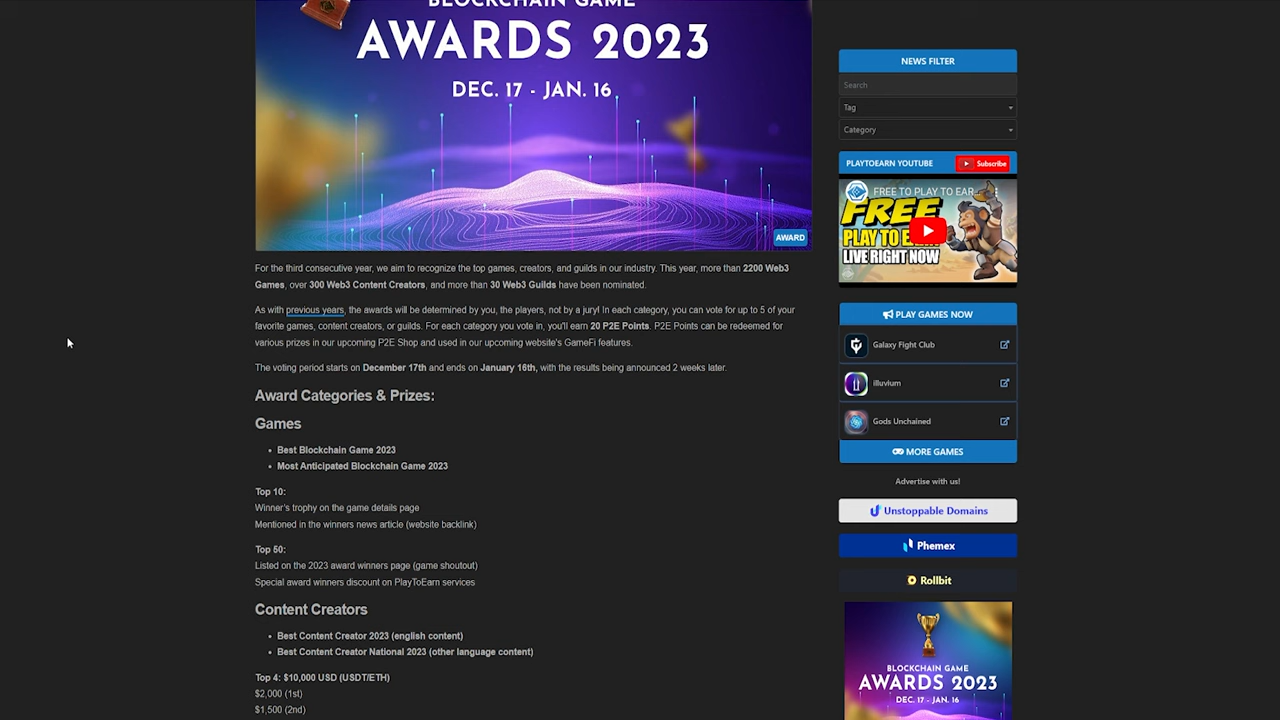 BLOCKCHAIN GAME
AWARDS 2023
DEC. 17 - JAN. 16
AWARD
For the third consecutive year, we aim to recognize the top games, creators, and guilds in our industry. This year, more than 2200 Web3
Games, over 300 Web3 Content Creators, and more than 30 Web3 Guilds have been nominated.
As with previous years, the awards will be determined by you, the players, not by a jury! In each category, you can vote for up to 5 of your
favorite games, content creators, or guilds. For each category you vote in, you'll earn 20 P2E Points. P2E Points can be redeemed for
various prizes in our upcoming P2E Shop and used in our upcoming website's GameFi features.
The voting period starts on December 17th and ends on January 16th, with the results being announced 2 weeks later.
Award Categories & Prizes:
Games
• Best Blockchain Game 2023
• Most Anticipated Blockchain Game 2023
Top 10:
Winner's trophy on the game details page
Mentioned in the winners news article (website backlink)
Top 50:
Listed on the 2023 award winners page (game shoutout)
Special award winners discount on PlayToEarn services
Content Creators
• Best Content Creator 2023 (english content)
• Best Content Creator National 2023 (other language content)
Top 4: $10,000 USD (USDT/ETH)
$2,000 (1st)
$1,500 (2nd)
NEWS FILTER
Search
Tag
Category
PLAYTOEARN YOUTUBE
Subscribe
FREE TO PLAY TO EAR...
FREE
PLAY TO E
LIVE RIGHT NOW
PLAY GAMES NOW
Galaxy Fight Club
illuvium
Gods Unchained
MORE GAMES
Advertise with us!
Unstoppable Domains
Phemex
Rollbit
BLOCKCHAIN GAME
AWARDS 2023
DEC. 17 - JAN. 16